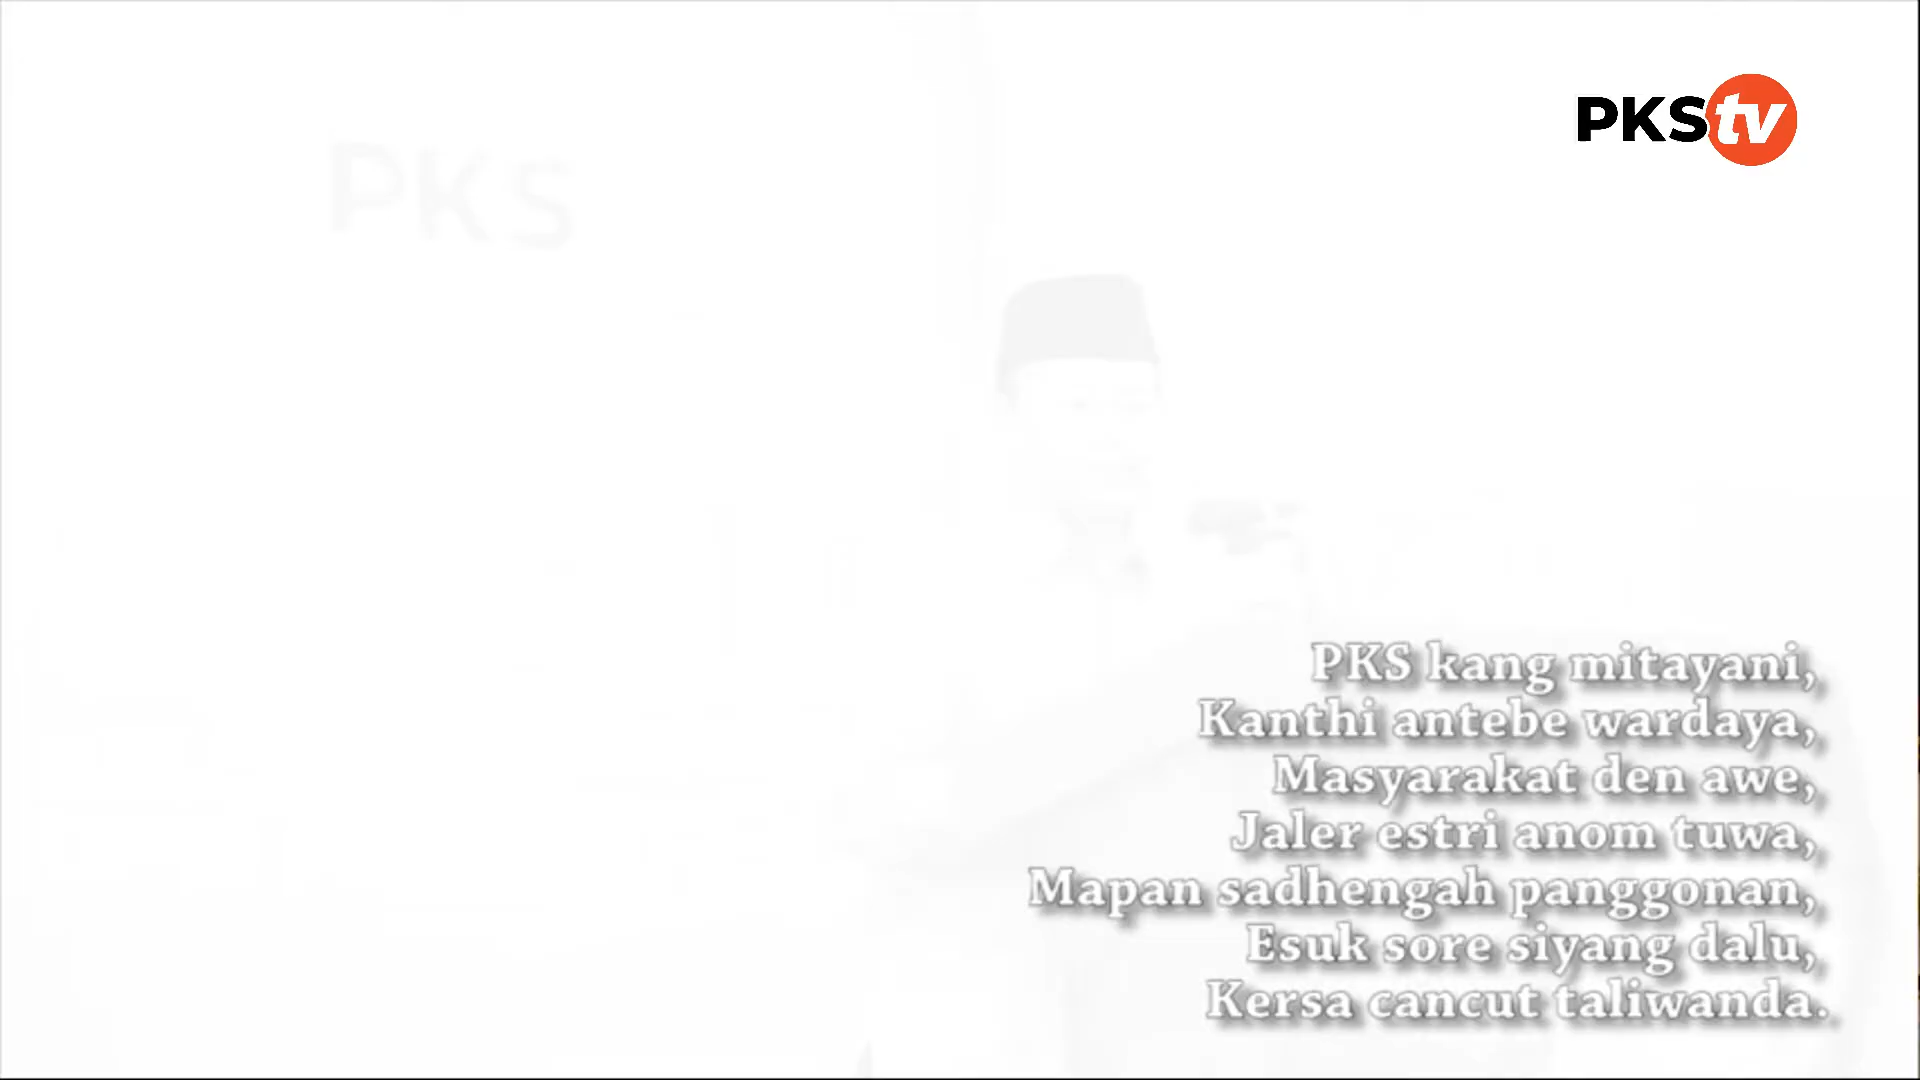 PKStv
PKS
PKS kang mitayani,
Kanthi antebe wardaya,
Masyarakat den awe,
Jaler estri anom tuwa,
Mapan sadhengah panggonan,
Esuk sore siyang dalu,
Kersa cancut taliwanda.